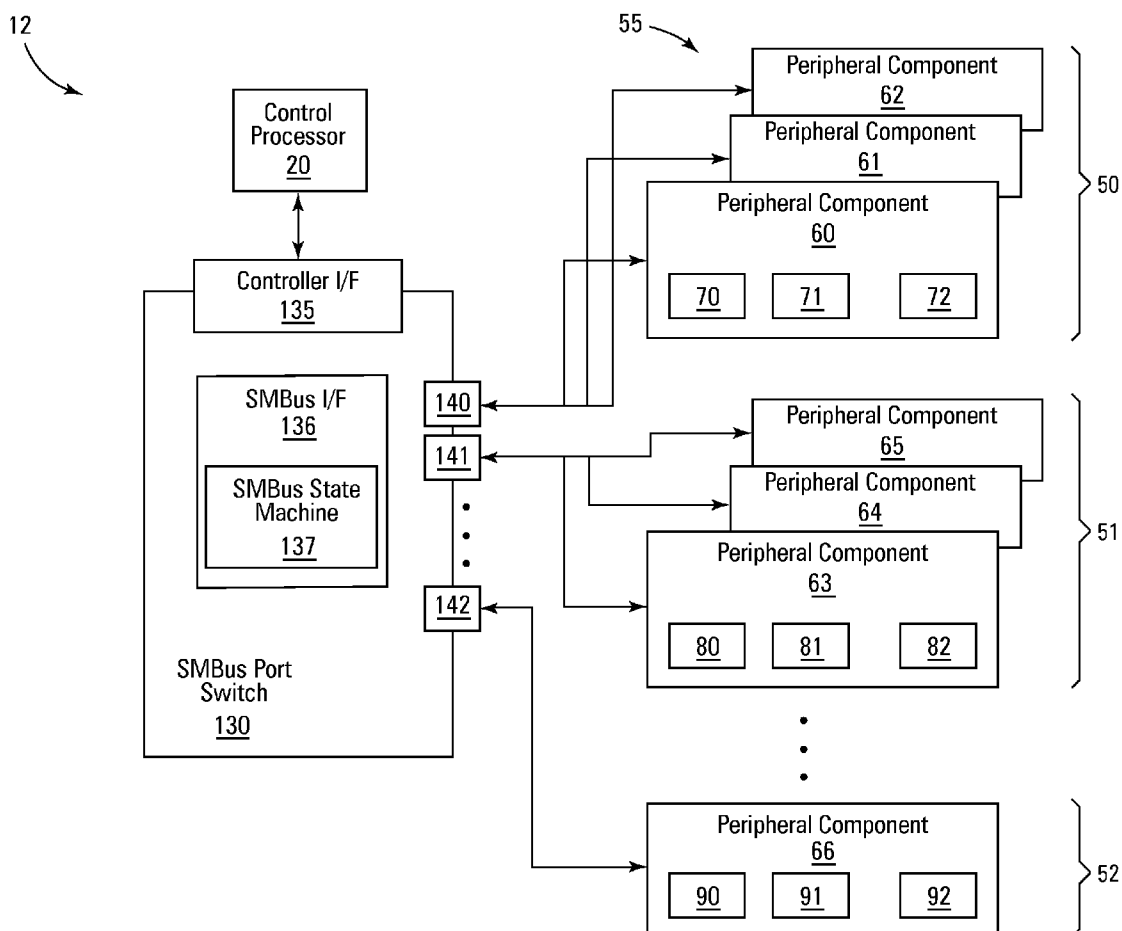 12
55
Control
Processor
20
Controller I/F
135
SMBus I/F
136
SMBus State
Machine
137
SMBus Port
Switch
130
140
141
142
Peripheral Component
62
Peripheral Component
61
Peripheral Component
60
70 71 72
50
Peripheral Component
65
Peripheral Component
64
Peripheral Component
63
80 81 82
51
Peripheral Component
66
90 91 92
52